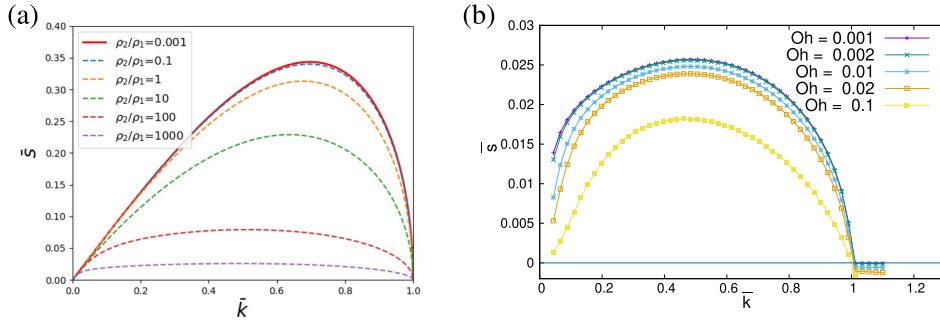 (a)
0.40
0.35
0.30
0.25
0.20
0.15
0.10
0.05
0.00
s̄
ρ₂/ρ₁=0.001
ρ₂/ρ₁=0.1
ρ₂/ρ₁=1
ρ₂/ρ₁=10
ρ₂/ρ₁=100
ρ₂/ρ₁=1000
0.0 0.2 0.4 0.6 0.8 1.0
k̄
(b)
0.03
0.025
0.02
0.015
0.01
0.005
0
s̄
Oh = 0.001
Oh = 0.002
Oh = 0.01
Oh = 0.02
Oh = 0.1
0 0.2 0.4 0.6 0.8 1 1.2
k̄